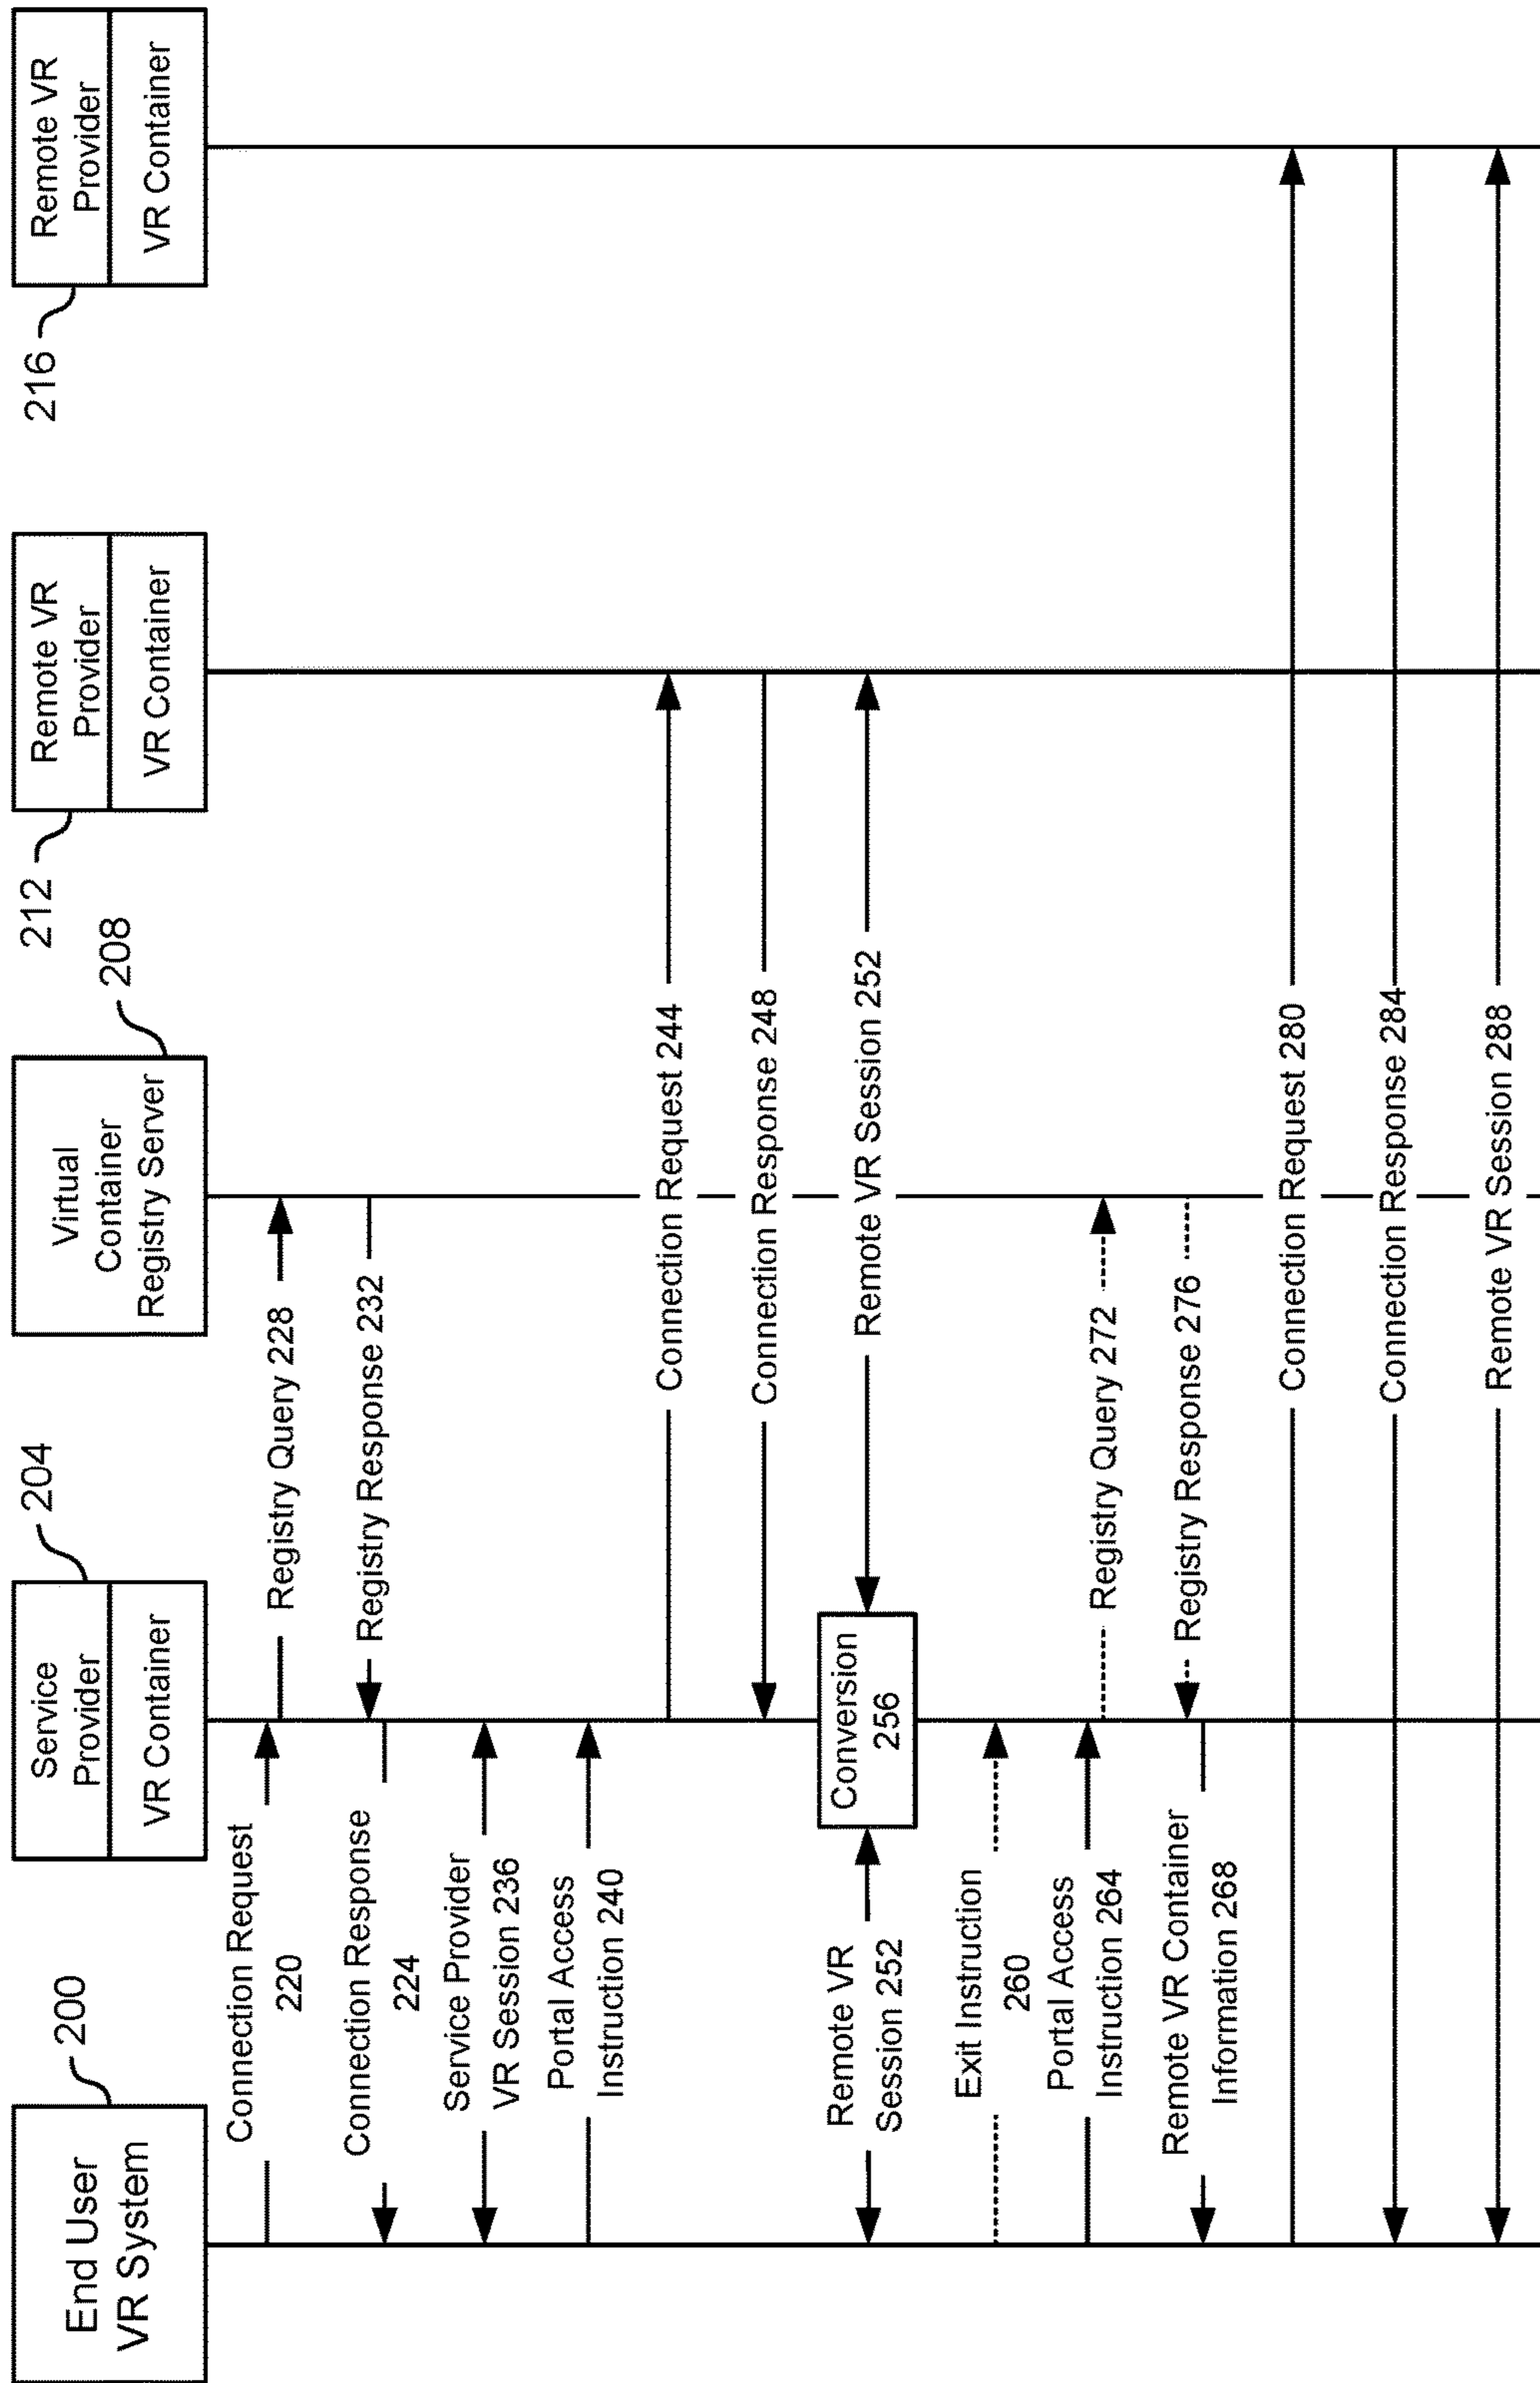 End User
VR System
200
Service
Provider
VR Container
204
Virtual
Container
Registry Server
208
Remote VR
Provider
VR Container
212
Remote VR
Provider
VR Container
216
Connection Request
220
Registry Query 228
Registry Response 232
Connection Response
224
Service Provider
VR Session 236
Portal Access
Instruction 240
Connection Request 244
Connection Response 248
Remote VR
Session 252
Conversion
256
Remote VR Session 252
Exit Instruction
260
Portal Access
Instruction 264
Registry Query 272
Registry Response 276
Remote VR Container
Information 268
Connection Request 280
Connection Response 284
Remote VR Session 288